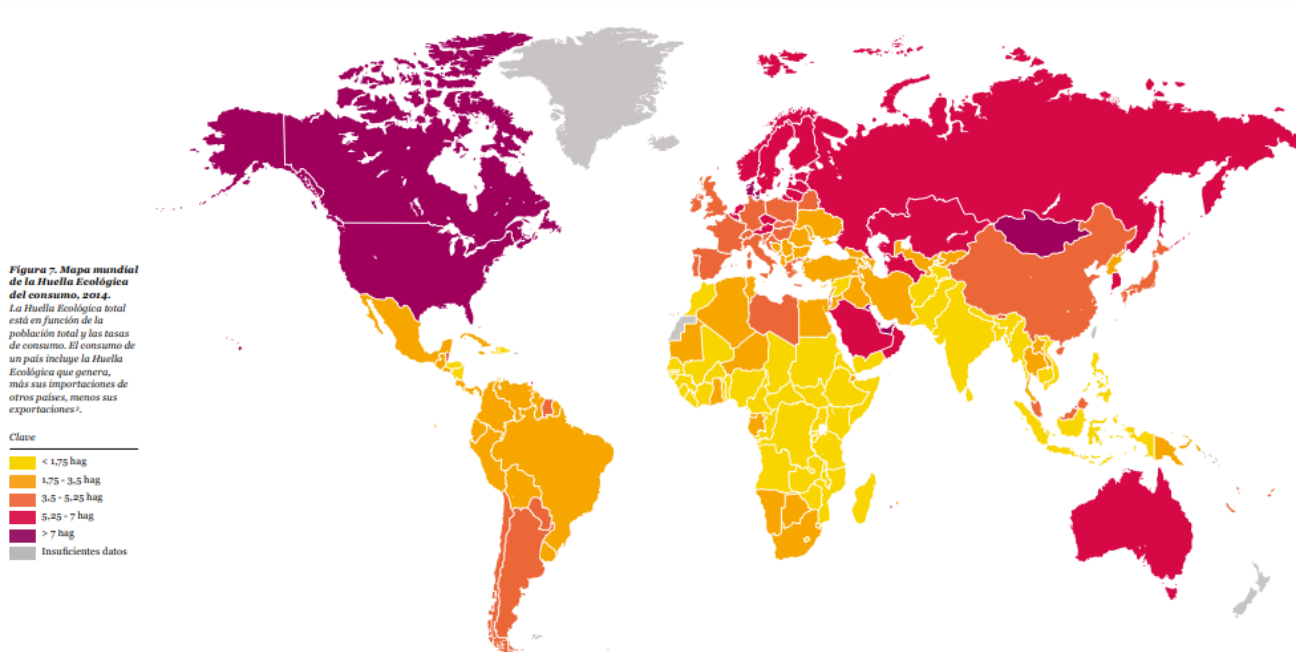 Figura 7. Mapa mundial
de la Huella Ecológica
del consumo, 2014.
La Huella Ecológica total
está en función de la
población total y las tasas
de consumo. El consumo de
un país incluye la Huella
Ecológica que genera,
más sus importaciones de
otros países, menos sus
exportaciones².
Clave
< 1,75 hag
1,75 - 3,5 hag
3,5 - 5,25 hag
5,25 - 7 hag
> 7 hag
Insuficientes datos